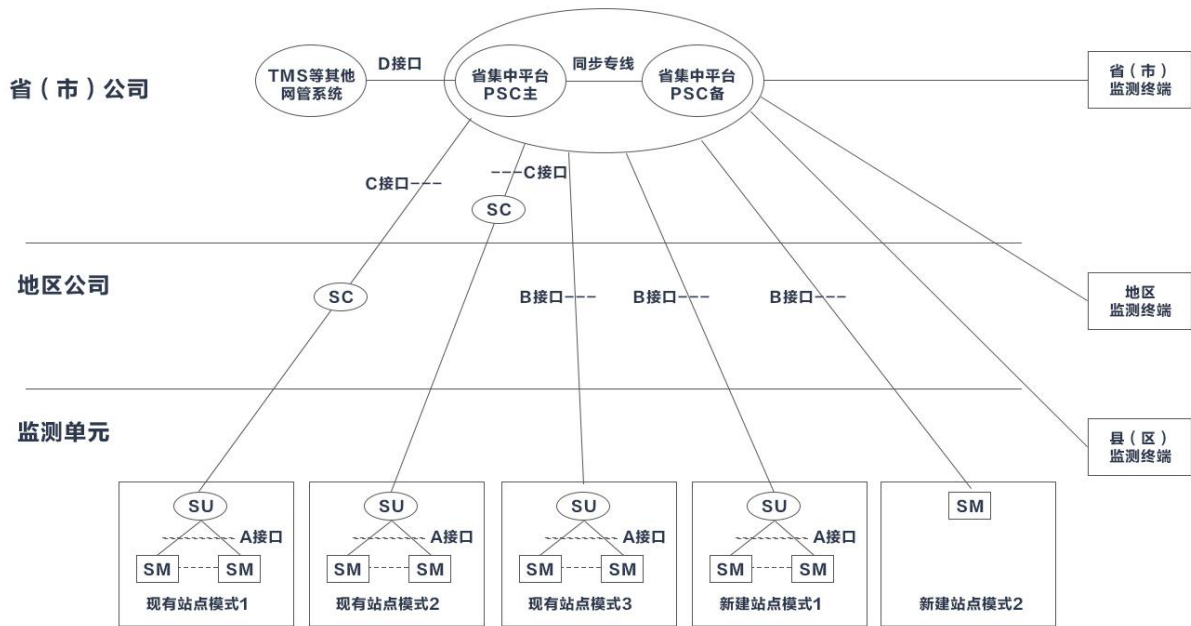 省（市）公司
TMS等其他
网管系统
D接口
省集中平台
PSC主
同步专线
省集中平台
PSC备
省（市）
监测终端
C接口
C接口
SC
地区公司
SC
B接口
B接口
B接口
地区
监测终端
监测单元
县（区）
监测终端
SU
A接口
SM
SM
现有站点模式1
SU
A接口
SM
SM
现有站点模式2
SU
A接口
SM
SM
现有站点模式3
SU
A接口
SM
SM
新建站点模式1
SM
新建站点模式2